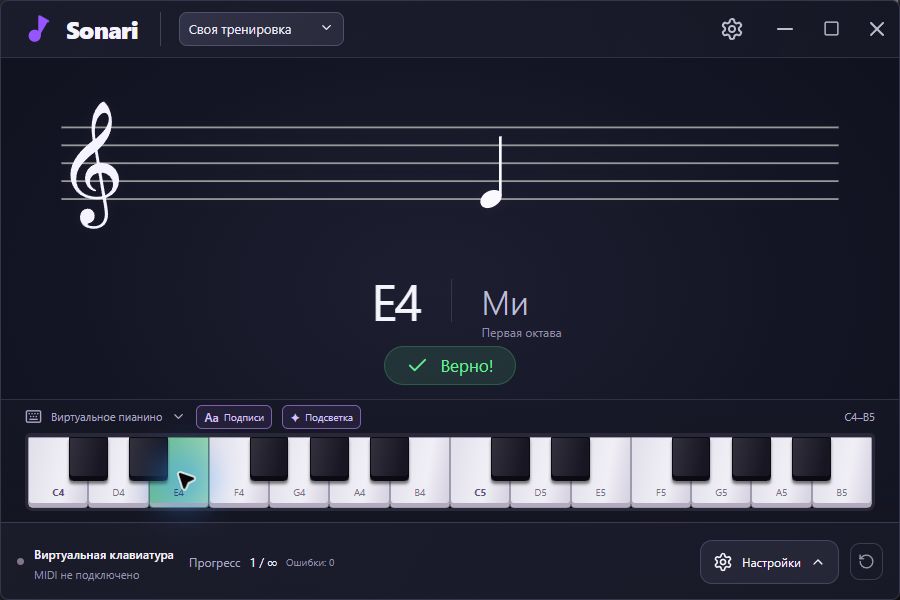 Sonari
Своя тренировка
E4
Ми
Первая октава
Верно!
Виртуальное пианино
Aa Подписи
Подсветка
C4–B5
C4 D4 E4 F4 G4 A4 B4 C5 D5 E5 F5 G5 A5 B5
Виртуальная клавиатура
MIDI не подключено
Прогресс 1 / ∞ Ошибки: 0
Настройки